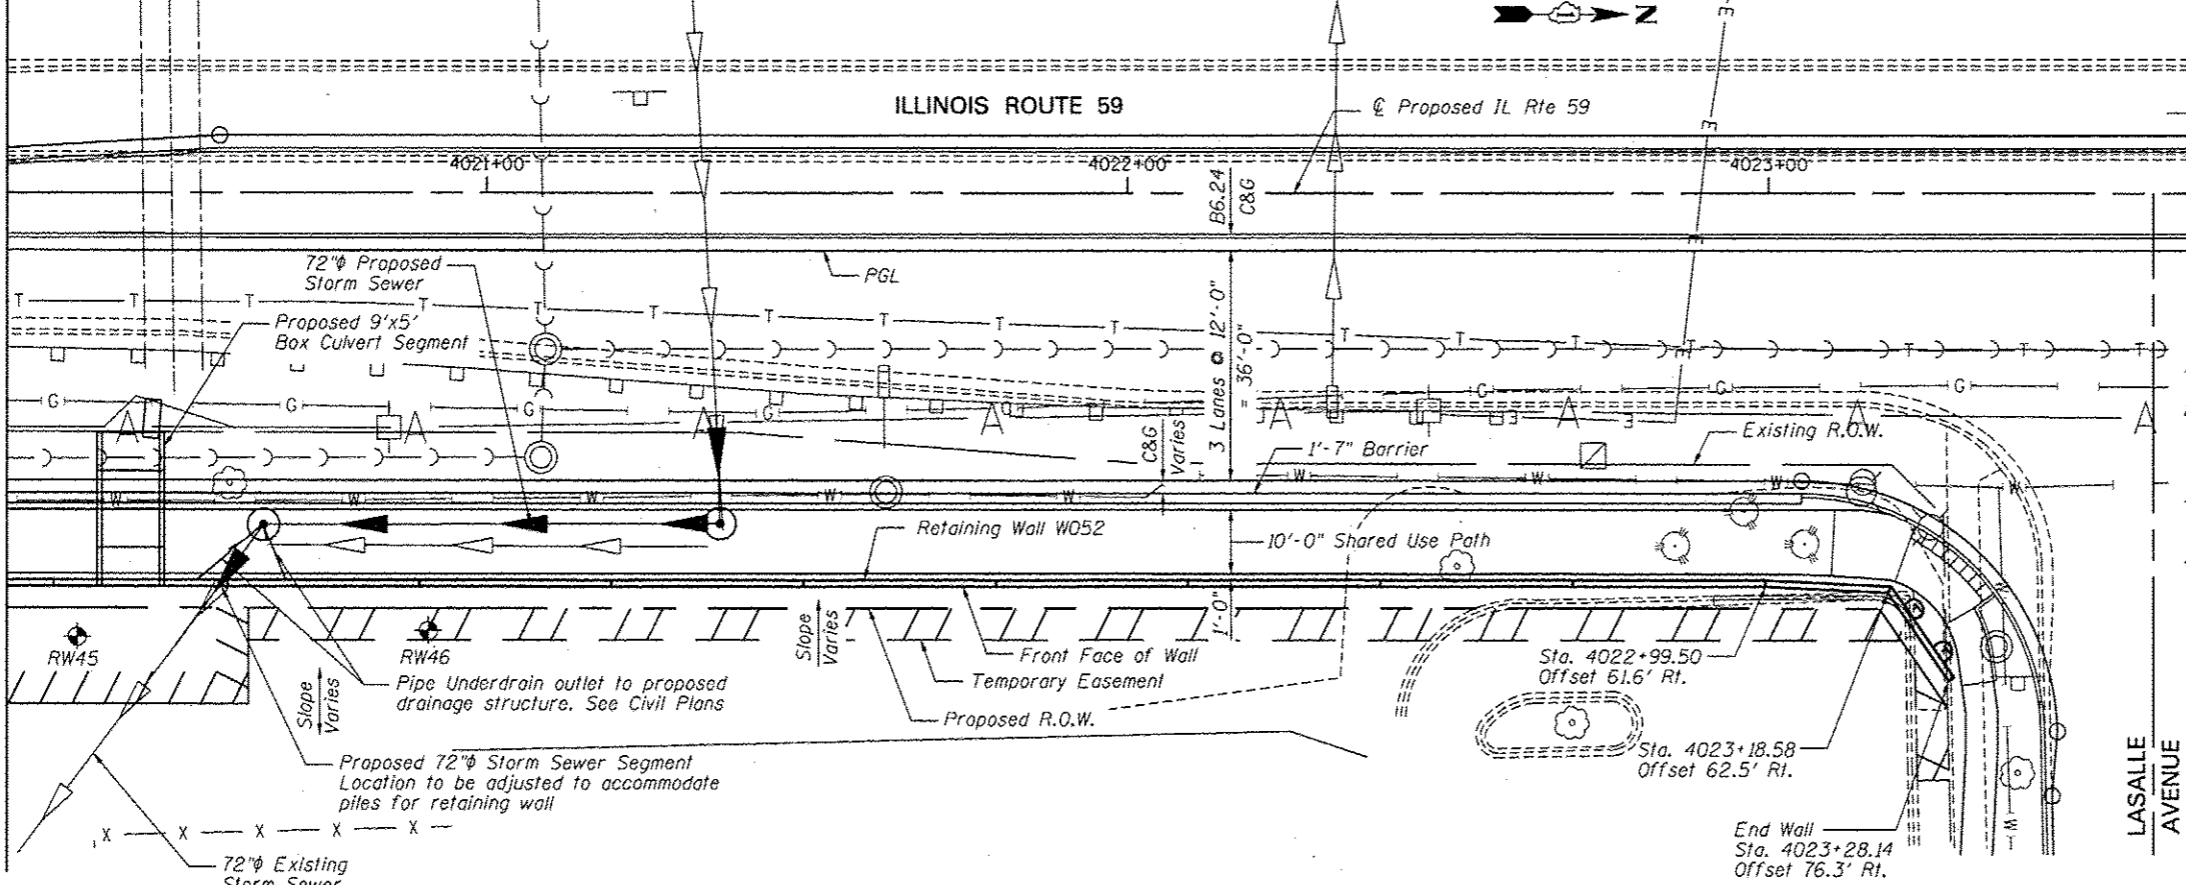 N
ILLINOIS ROUTE 59
℄ Proposed IL Rte 59
4021+00
4022+00
4023+00
B6.24
C&G
72"φ Proposed
Storm Sewer
PGL
Proposed 9'x5'
Box Culvert Segment
3 Lanes @ 12'-0"
= 36'-0"
C&G
Varies
Existing R.O.W.
1'-7" Barrier
Retaining Wall W052
10'-0" Shared Use Path
1'-0"
Slope
Varies
RW45
RW46
Front Face of Wall
Sta. 4022+99.50
Offset 61.6' Rt.
Pipe Underdrain outlet to proposed
drainage structure. See Civil Plans
Temporary Easement
Slope
Varies
Proposed R.O.W.
Proposed 72"φ Storm Sewer Segment
Location to be adjusted to accommodate
piles for retaining wall
Sta. 4023+18.58
Offset 62.5' Rt.
LASALLE
AVENUE
End Wall
Sta. 4023+28.14
Offset 76.3' Rt.
72"φ Existing
Storm Sewer